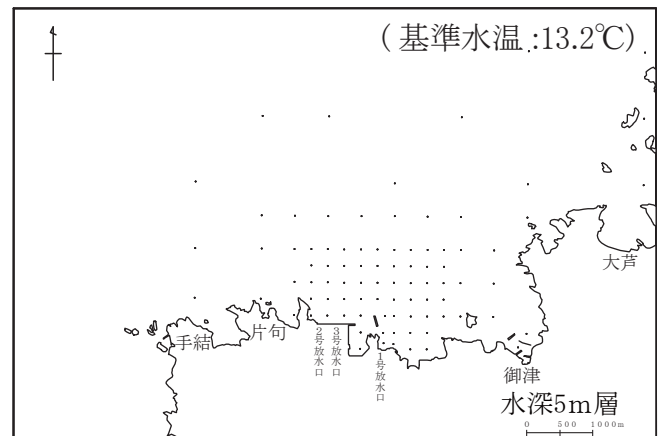 (基準水温:13.2℃)
大芦
片句
手結
2号放水口
3号放水口
1号放水口
御津
水深5m層
0 500 1000m